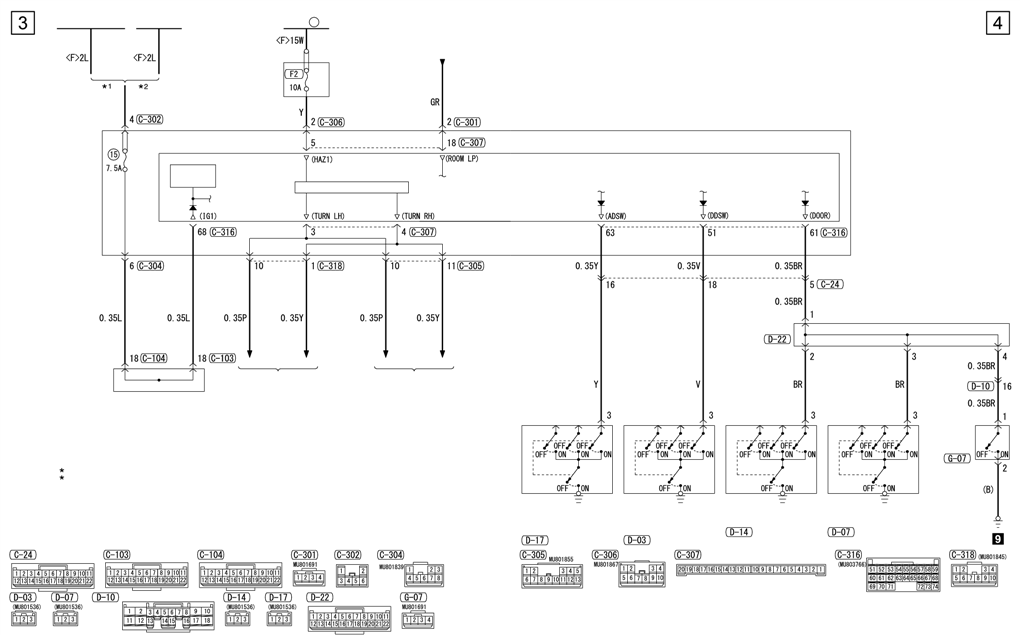 3
4
<F>2L <F>2L
*1 *2
<F>15W
F2
10A
Y
GR
4 C-302
2 C-306
2 C-301
15
7.5A
5
18 C-307
(HAZ1)
(ROOM LP)
(IG1)
(TURN LH)
(TURN RH)
(ADSW)
(DDSW)
(DOOR)
68 C-316
3
4 C-307
63
51
61 C-316
6 C-304
10
1 C-318
10
11 C-305
0.35Y
0.35V
0.35BR
16
18
5 C-24
0.35L
0.35L
0.35P
0.35Y
0.35P
0.35Y
0.35BR
1
D-22
2
3
4
18 C-104
18 C-103
0.35BR
D-10 16
0.35BR
Y
V
BR
BR
3
3
3
3
1
OFF OFF OFF
OFF ON ON ON
OFF ON
OFF OFF OFF
OFF ON ON ON
OFF ON
OFF OFF OFF
OFF ON ON ON
OFF ON
OFF OFF OFF
OFF ON ON ON
OFF ON
OFF ON
G-07
2
(B)
9
*
*
C-24
1 2 3 4 5 6 7 8 9 10 11
12 13 14 15 16 17 18 19 20 21 22
C-103
1 2 3 4 5 6 7 8 9 10 11
12 13 14 15 16 17 18 19 20 21 22
C-104
1 2 3 4 5 6 7 8 9 10 11
12 13 14 15 16 17 18 19 20 21 22
C-301
MU801691
1 2 3 4
C-302
1 2
3 4 5 6
C-304
MU801839
1 2 3
4 5 6 7 8
D-17
C-305
MU801855
1 2 3 4 5
6 7 8 9 10 11 12 13
D-03
C-306
MU801867
1 2 3 4
5 6 7 8 9 10
D-14
C-307
20 19 18 17 16 15 14 13 12 11 10 9 8 7 6 5 4 3 2 1
D-07
C-316
(MU803766)
51 52 53 54 55 56 57 58 59
60 61 62 63 64 65 66 67 68
69 70 71 72 73 74
C-318
(MU801845)
1 2 3
4 5 6 7 8
D-03
(MU801536)
1 2 3
D-07
(MU801536)
1 2 3
D-10
1 2 3 4 5 6 7 8 9 10
11 12 13 14 15 16 17 18
D-14
(MU801536)
1 2 3
D-17
(MU801536)
1 2 3
D-22
1 2 3 4 5 6 7 8 9 10 11
12 13 14 15 16 17 18 19 20 21 22
G-07
MU801691
1 2 3 4